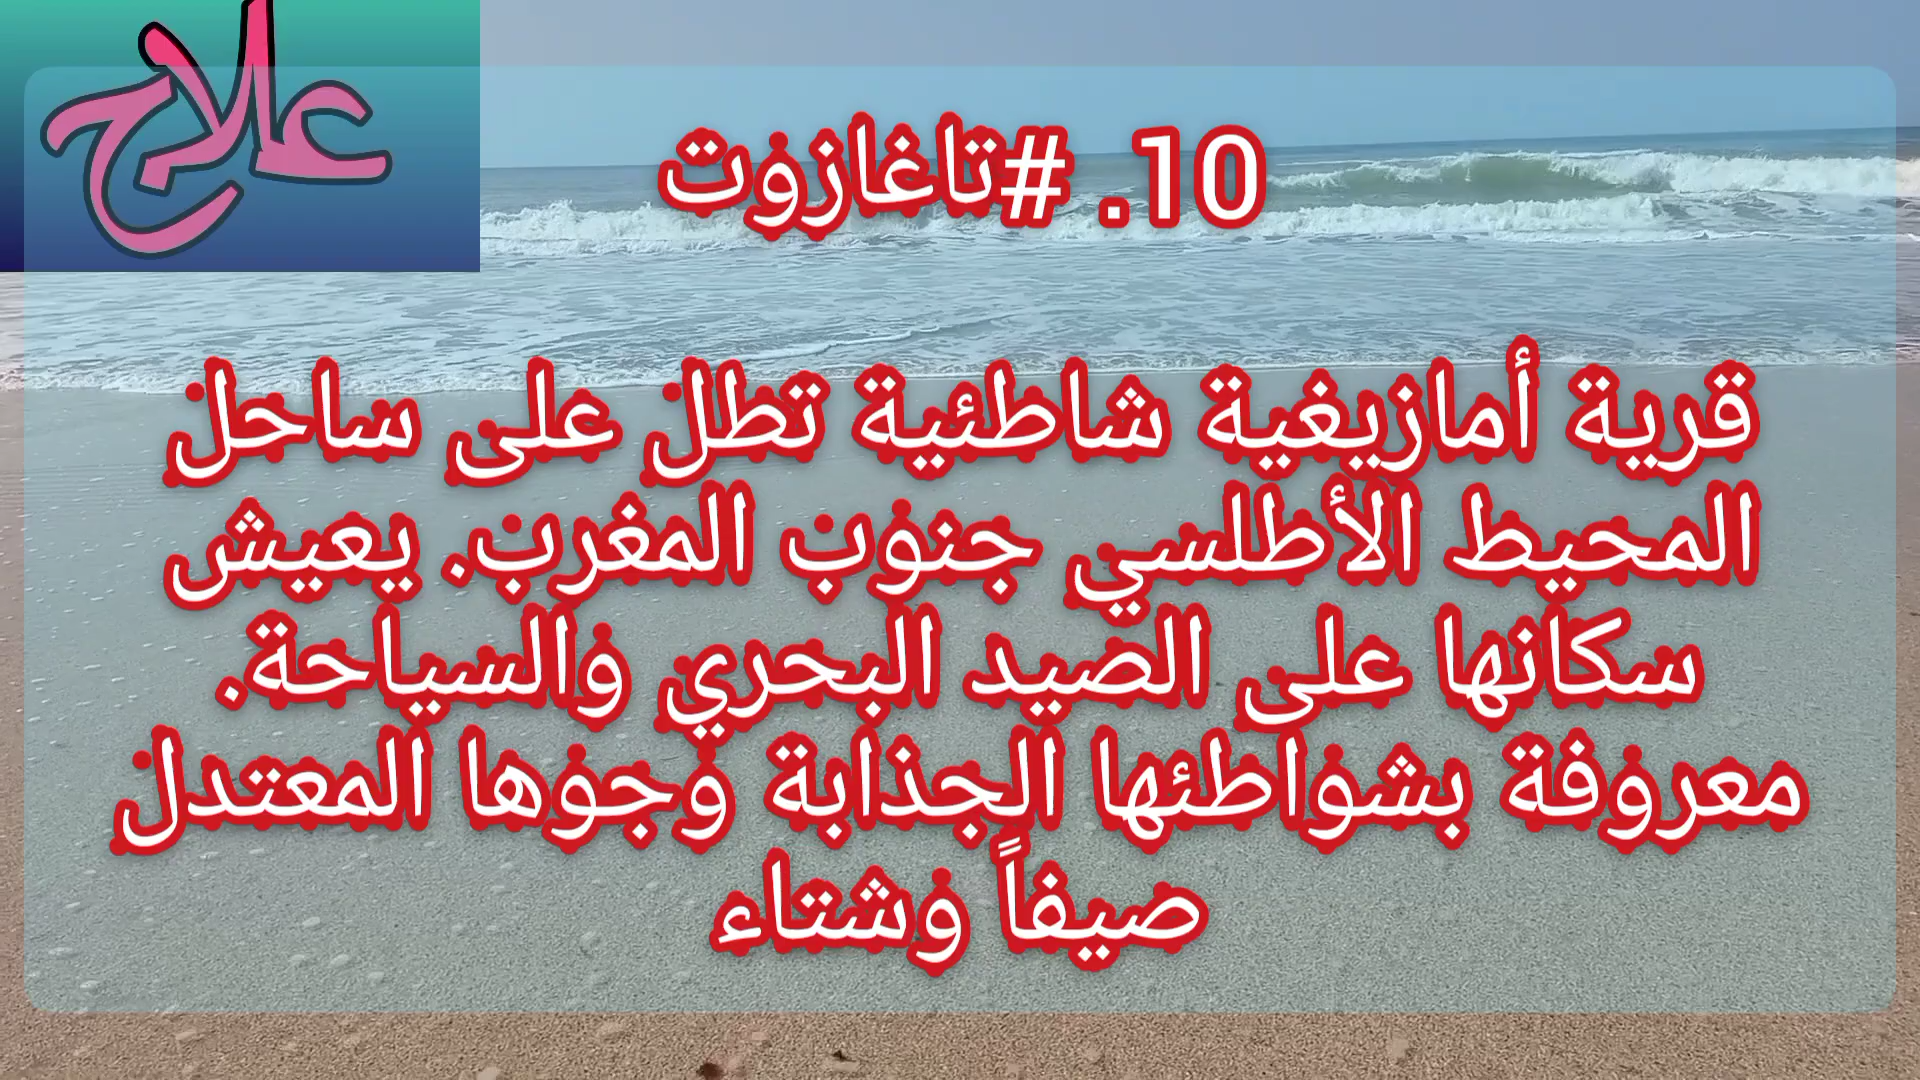 علاج
10. #تاغازوت
قرية أمازيغية شاطئية تطل على ساحل
المحيط الأطلسي جنوب المغرب. يعيش
سكانها على الصيد البحري والسياحة.
معروفة بشواطئها الجذابة وجوها المعتدل
صيفاً وشتاء